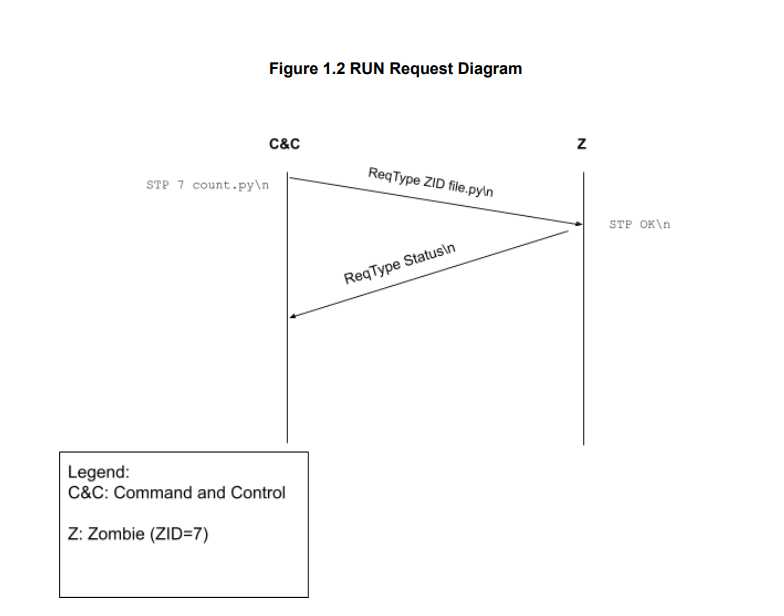 Figure 1.2 RUN Request Diagram
C&C
Z
ReqType ZID file.py\n
STP 7 count.py\n
STP OK\n
ReqType Status\n
Legend:
C&C: Command and Control
Z: Zombie (ZID=7)